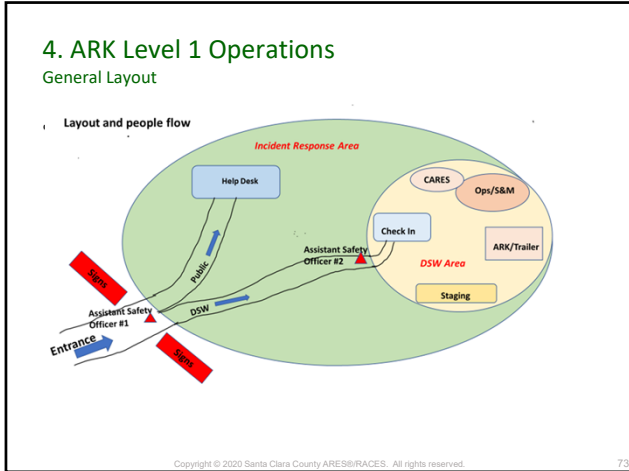 4. ARK Level 1 Operations
General Layout
Layout and people flow
Incident Response Area
Help Desk
CARES
Ops/S&M
Check In
ARK/Trailer
DSW Area
Staging
Assistant Safety
Officer #2
Public
DSW
Signs
Assistant Safety
Officer #1
Entrance
Signs
Copyright © 2020 Santa Clara County ARES®/RACES. All rights reserved.
73